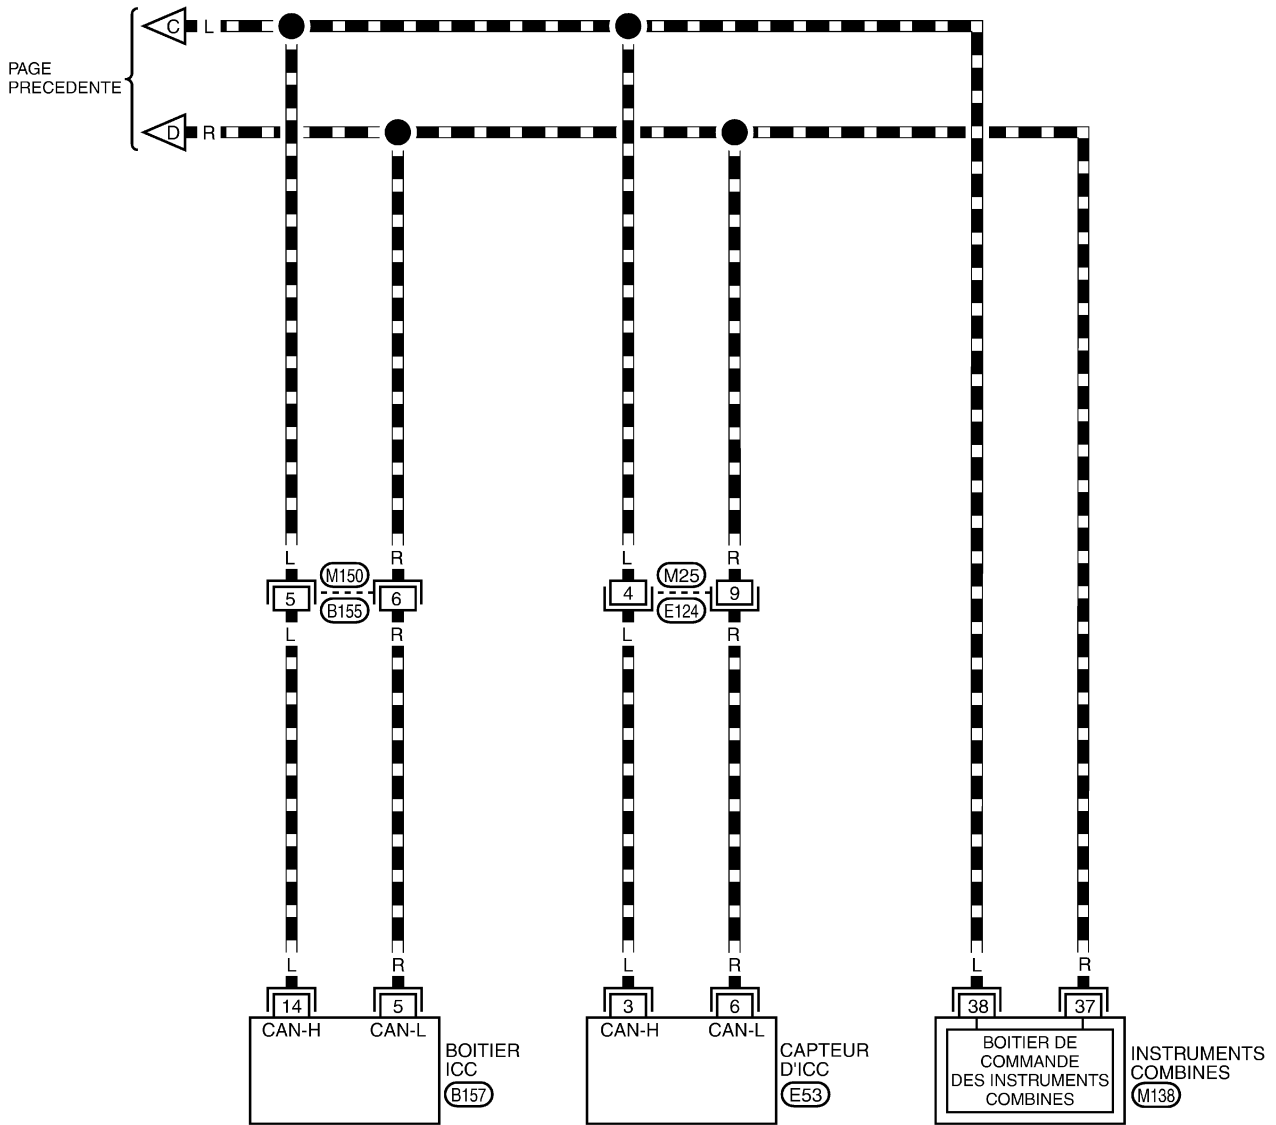 C L
PAGE
PRECEDENTE
D R
L R L R
M150 M25
5 6 4 9
B155 E124
L R L R
L R L R L R
14 5 3 6 38 37
CAN-H CAN-L CAN-H CAN-L
BOITIER
ICC
B157
CAPTEUR
D'ICC
E53
BOITIER DE
COMMANDE
DES INSTRUMENTS
COMBINES
INSTRUMENTS
COMBINES
M138